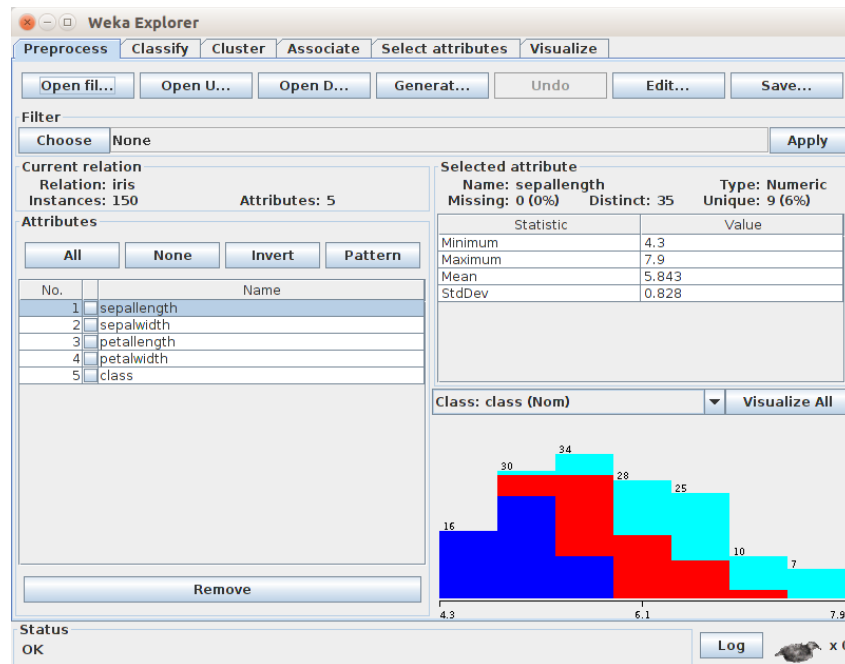 Weka Explorer
Preprocess Classify Cluster Associate Select attributes Visualize
Open fil... Open U... Open D... Generat... Undo Edit... Save...
Filter
Choose None Apply
Current relation
Relation: iris
Instances: 150 Attributes: 5
Selected attribute
Name: sepallength Type: Numeric
Missing: 0 (0%) Distinct: 35 Unique: 9 (6%)
Attributes
All None Invert Pattern
No. Name
1 sepallength
2 sepalwidth
3 petallength
4 petalwidth
5 class
Remove
Statistic Value
Minimum 4.3
Maximum 7.9
Mean 5.843
StdDev 0.828
Class: class (Nom) Visualize All
16 30 34 28 25 10 7
4.3 6.1 7.9
Status
OK
Log x